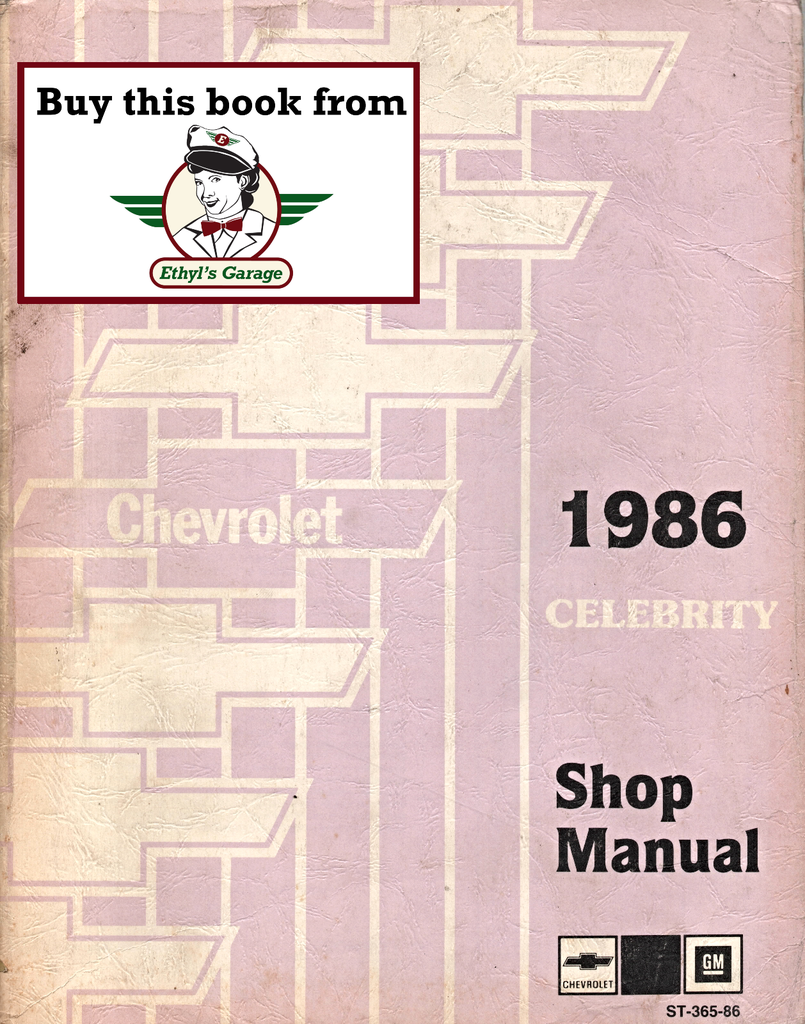 Buy this book from
E
Ethyl's Garage
Chevrolet
1986
CELEBRITY
Shop
Manual
CHEVROLET
GM
ST-365-86